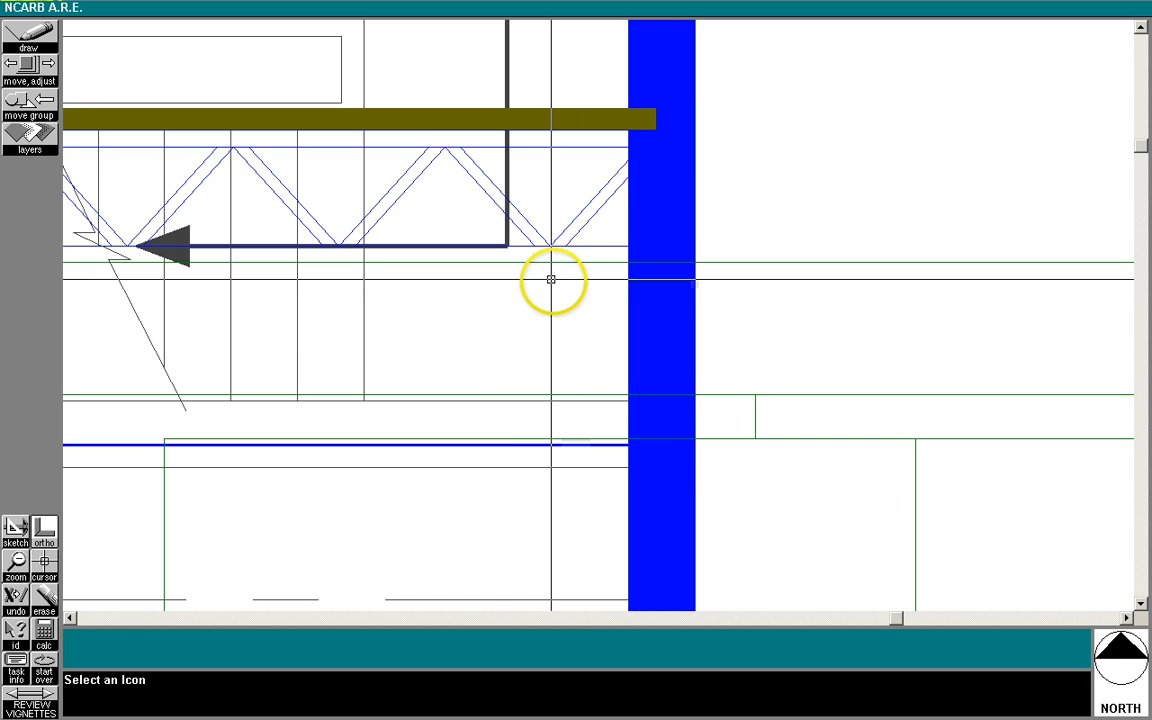 NCARB A.R.E.
draw
move, adjust
move group
layers
sketch
ortho
zoom
cursor
undo
erase
id
calc
task
info
start
over
REVIEW
VIGNETTES
Select an Icon
NORTH